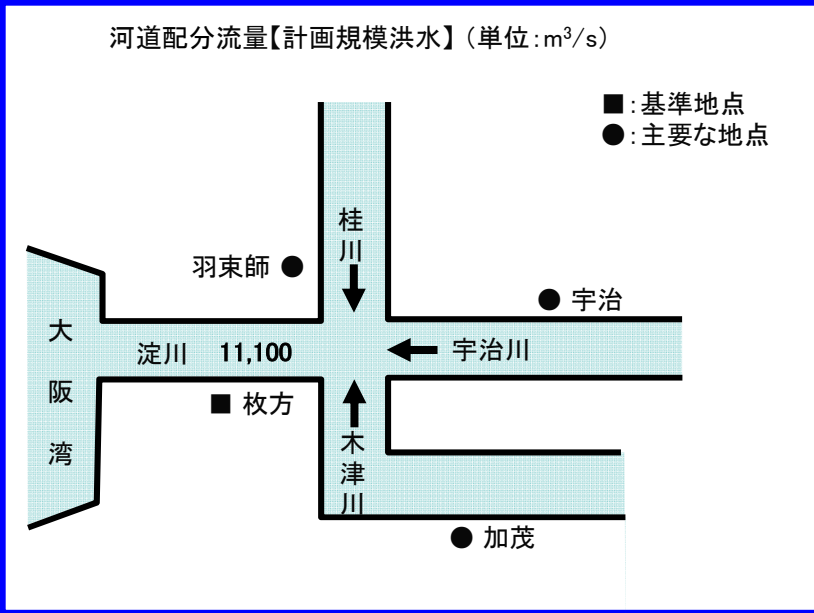 河道配分流量【計画規模洪水】（単位：m³/s）
■：基準地点
●：主要な地点
桂川
羽束師 ●
● 宇治
大阪湾
淀川 11,100
宇治川
■ 枚方
木津川
● 加茂